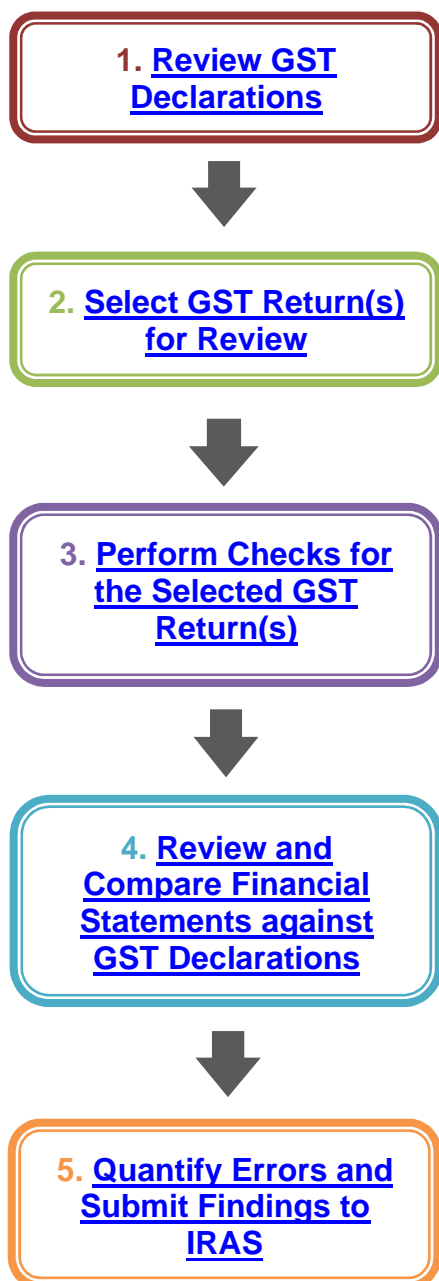 1. Review GST
Declarations
2. Select GST Return(s)
for Review
3. Perform Checks for
the Selected GST
Return(s)
4. Review and
Compare Financial
Statements against
GST Declarations
5. Quantify Errors and
Submit Findings to
IRAS